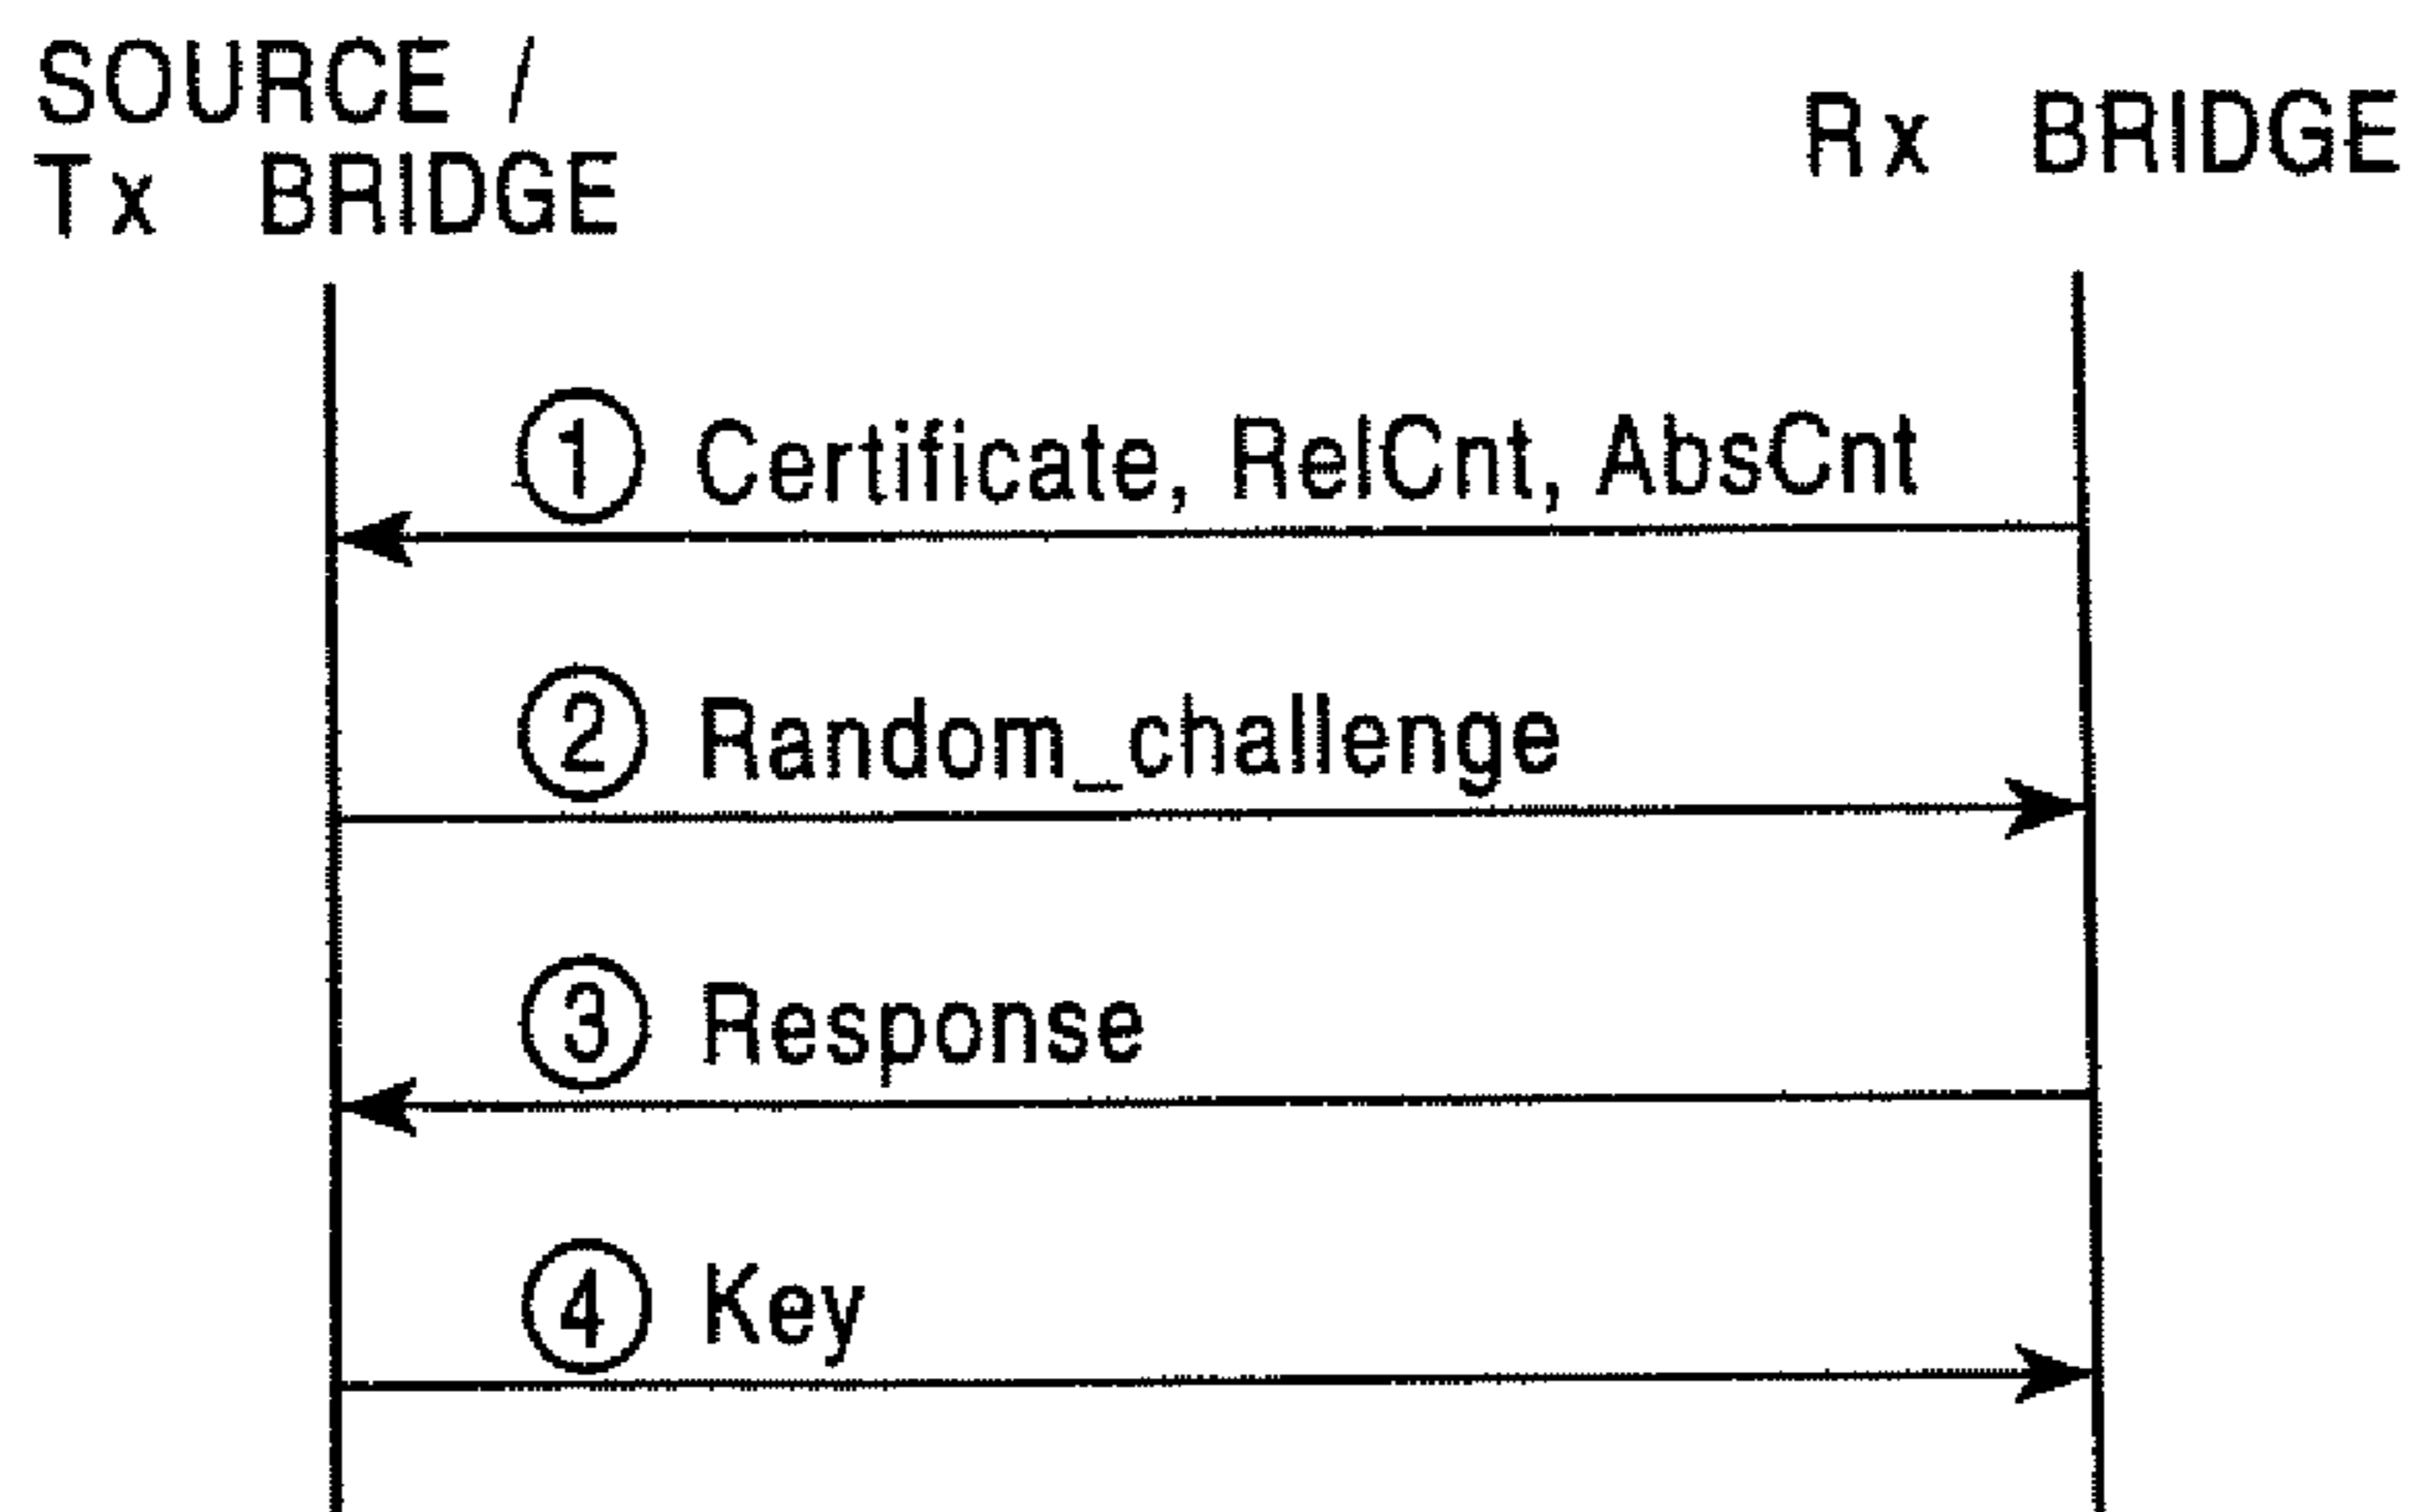 SOURCE /
Tx BRIDGE
Rx BRIDGE
① Certificate, RelCnt, AbsCnt
② Random_challenge
③ Response
④ Key